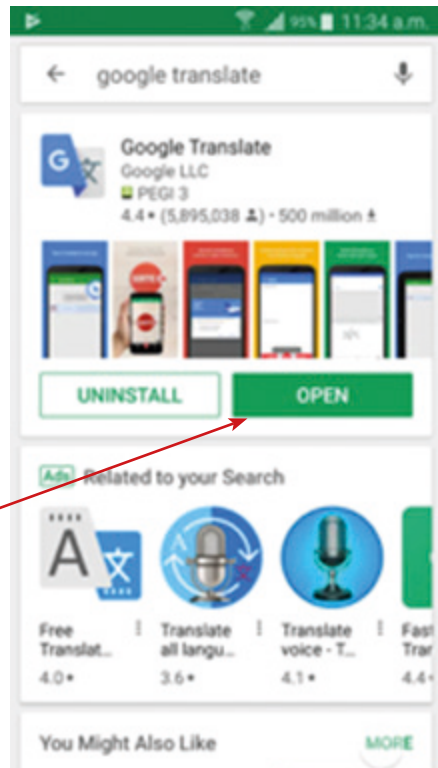 95% 11:34 a.m.
google translate
Google Translate
Google LLC
PEGI 3
4.4 (5,895,038) • 500 million
UNINSTALL
OPEN
Ads Related to your Search
A
Free Translat...
4.0
Translate all langu...
3.6
Translate voice - T...
4.1
Fast
Tran
4.4
You Might Also Like
MORE